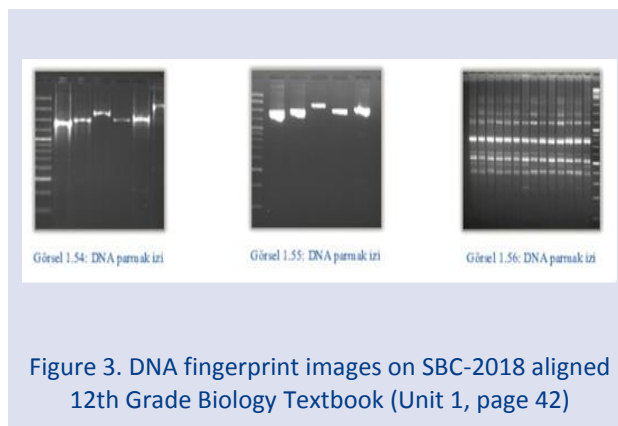 Görsel 1.54: DNA parmak izi
Görsel 1.55: DNA parmak izi
Görsel 1.56: DNA parmak izi
Figure 3. DNA fingerprint images on SBC-2018 aligned
12th Grade Biology Textbook (Unit 1, page 42)